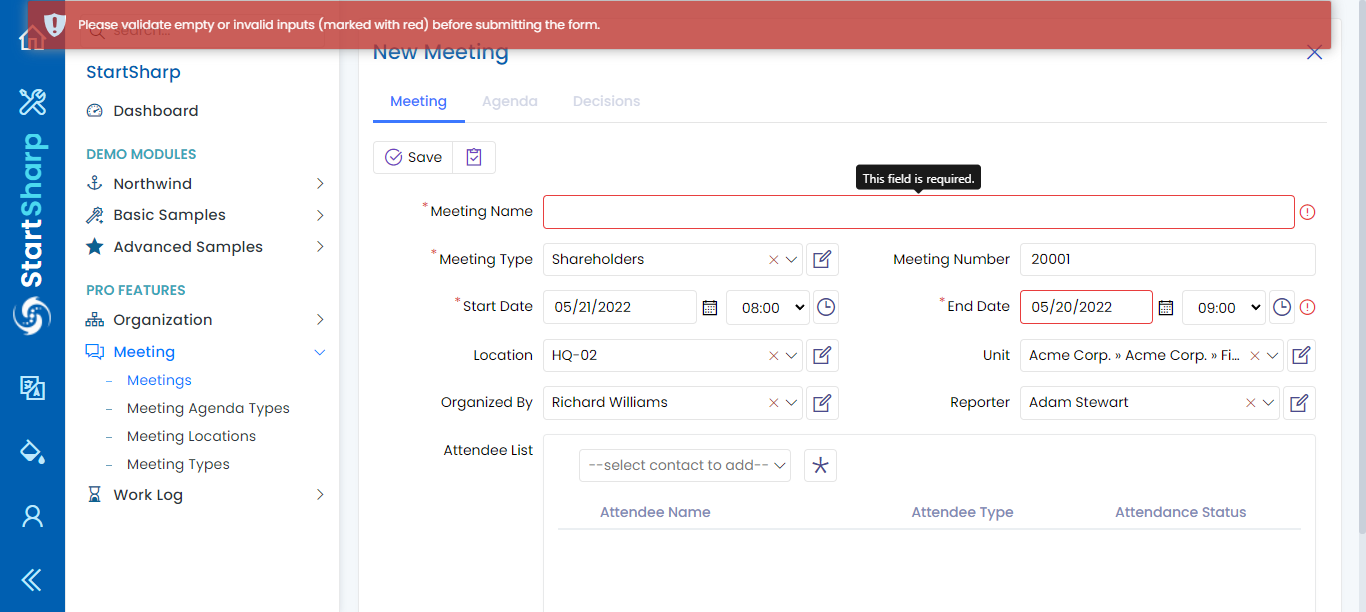 Please validate empty or invalid inputs (marked with red) before submitting the form.
search...
StartSharp
StartSharp
Dashboard
DEMO MODULES
Northwind
Basic Samples
Advanced Samples
PRO FEATURES
Organization
Meeting
– Meetings
– Meeting Agenda Types
– Meeting Locations
– Meeting Types
Work Log
New Meeting
Meeting Agenda Decisions
Save
This field is required.
*Meeting Name
*Meeting Type Shareholders Meeting Number 20001
*Start Date 05/21/2022 08:00 *End Date 05/20/2022 09:00
Location HQ-02 Unit Acme Corp. » Acme Corp. » Fi...
Organized By Richard Williams Reporter Adam Stewart
Attendee List
--select contact to add--
Attendee Name Attendee Type Attendance Status